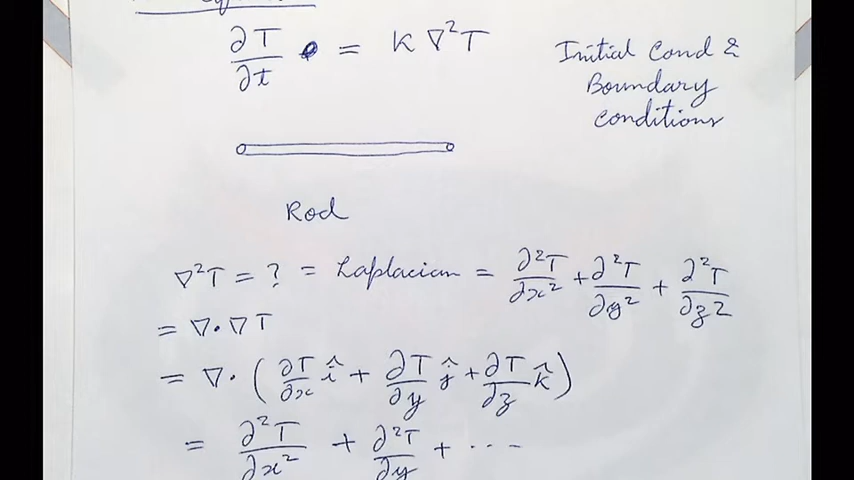 ∂T/∂t = K ∇²T
Initial Cond &
Boundary
Conditions
Rod
∇²T = ? = Laplacian = ∂²T/∂x² + ∂²T/∂y² + ∂²T/∂z²
= ∇·∇T
= ∇·(∂T/∂x î + ∂T/∂y ĵ + ∂T/∂z k̂)
= ∂²T/∂x² + ∂²T/∂y + ...